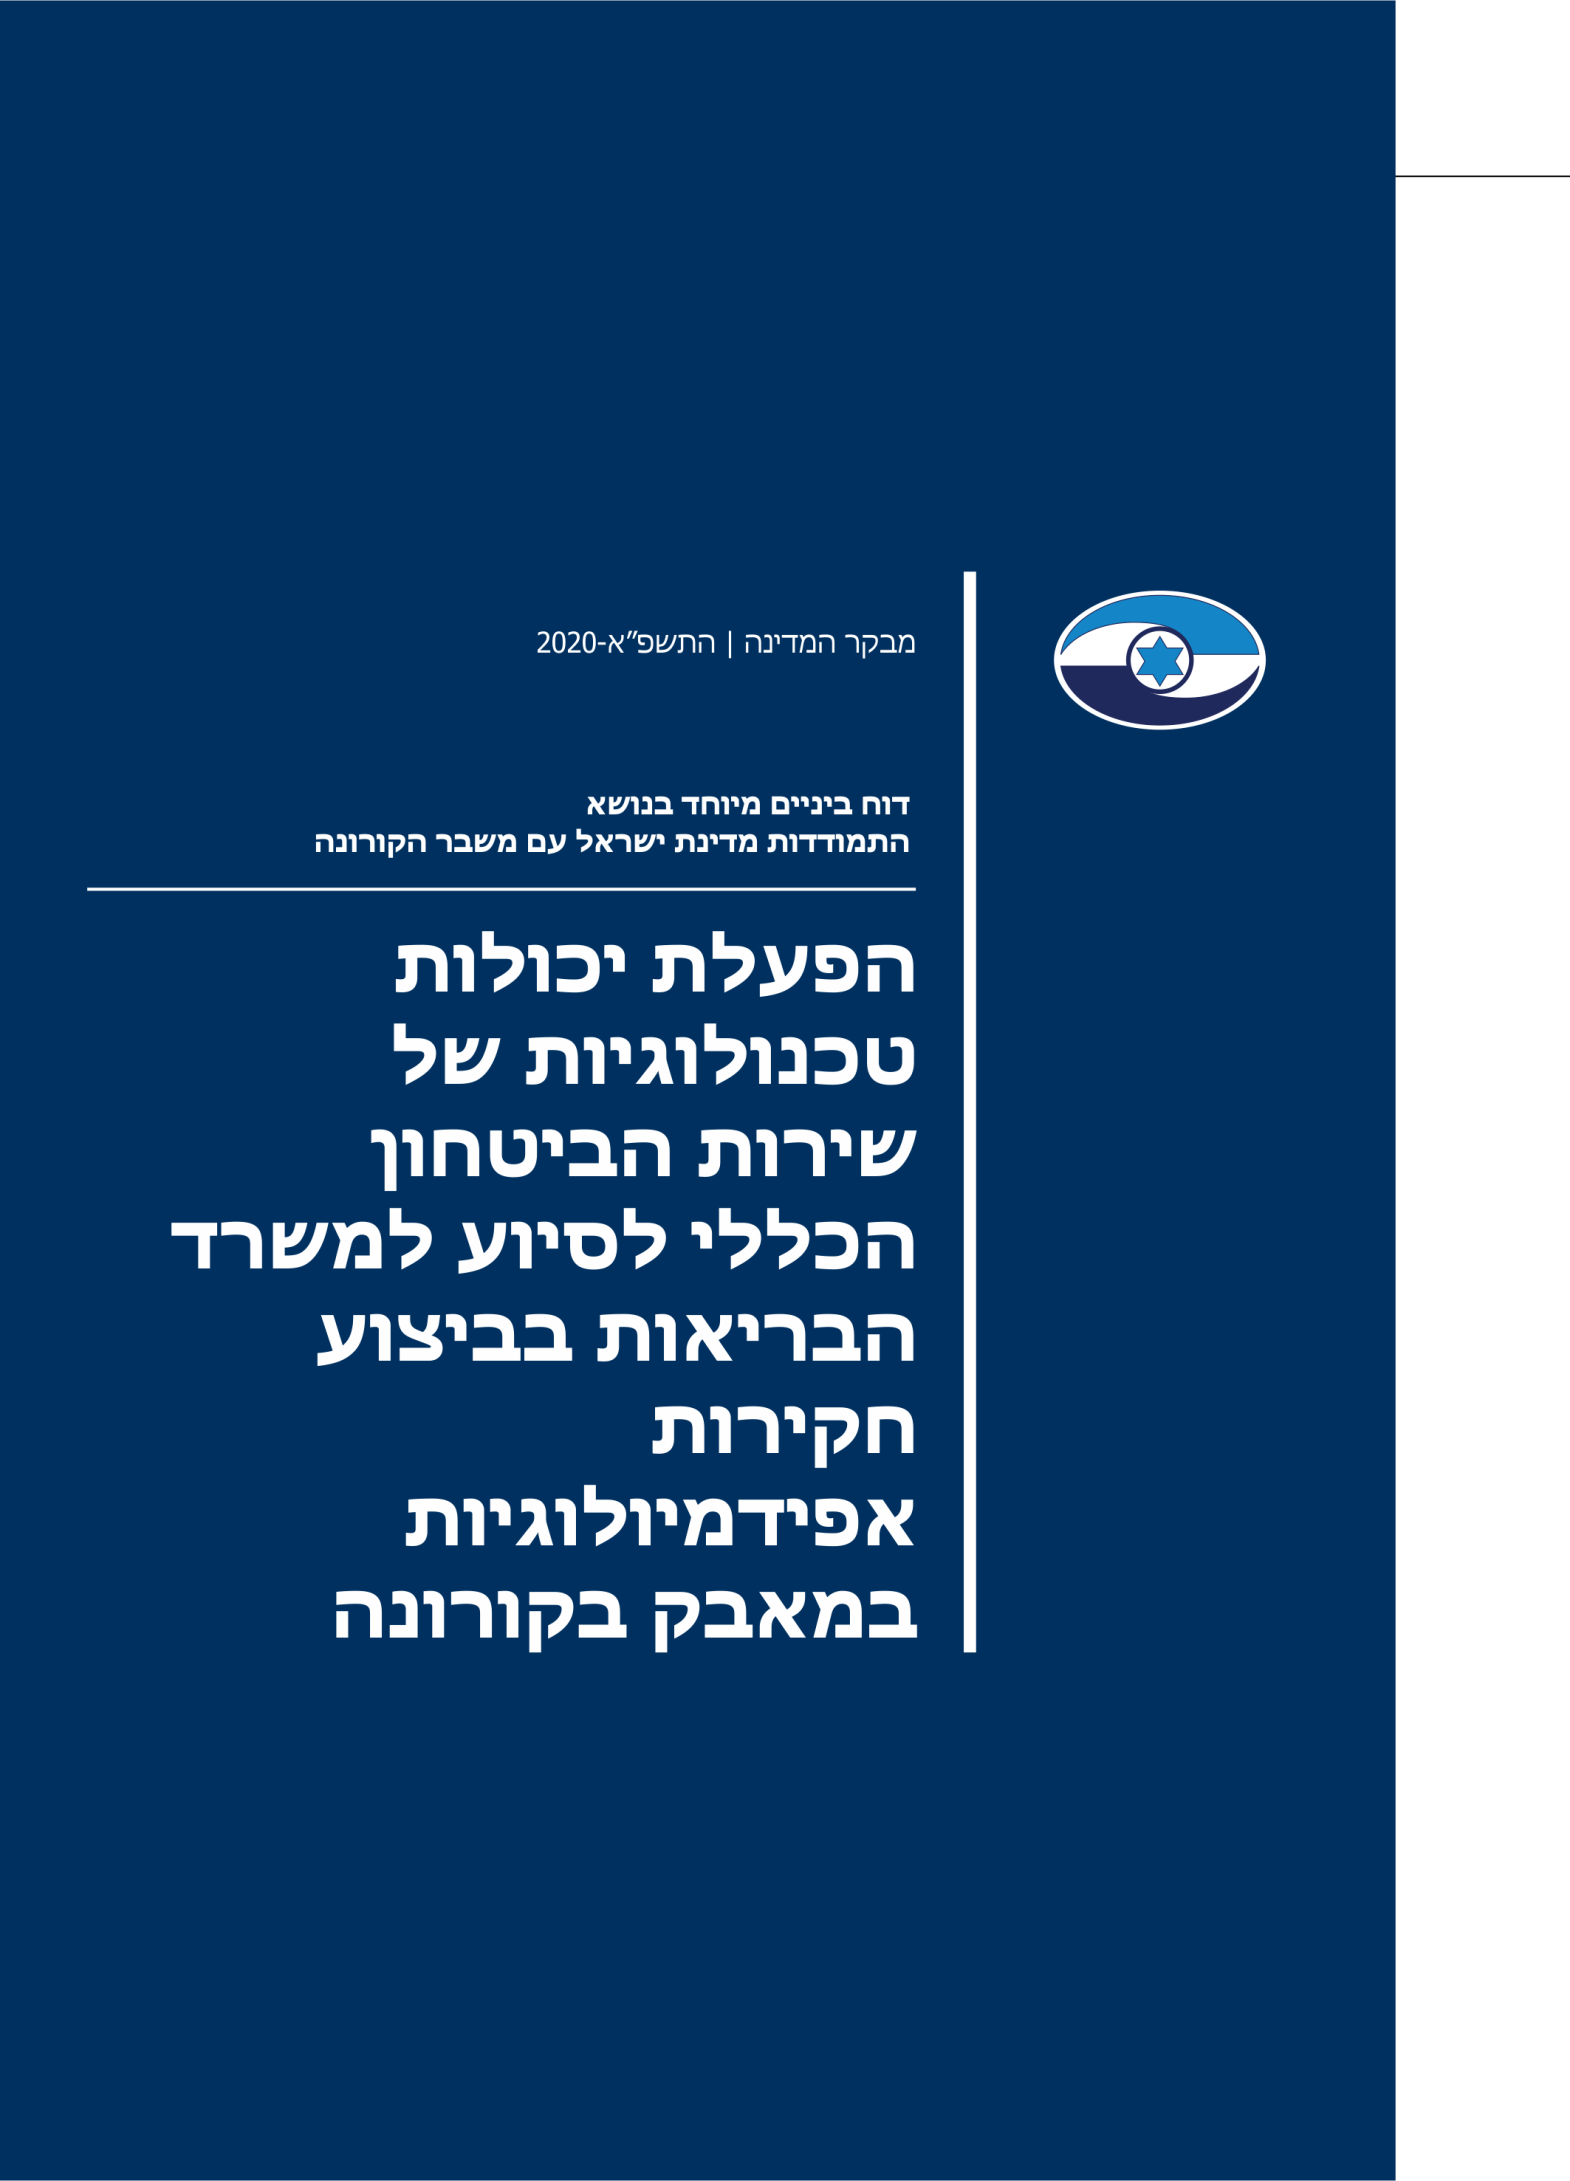 מבקר המדינה | התשפ"א-2020
דוח ביניים מיוחד בנושא
התמודדות מדינת ישראל עם משבר הקורונה
הפעלת יכולות
טכנולוגיות של
שירות הביטחון
הכללי לסיוע למשרד
הבריאות בביצוע
חקירות
אפידמיולוגיות
במאבק בקורונה